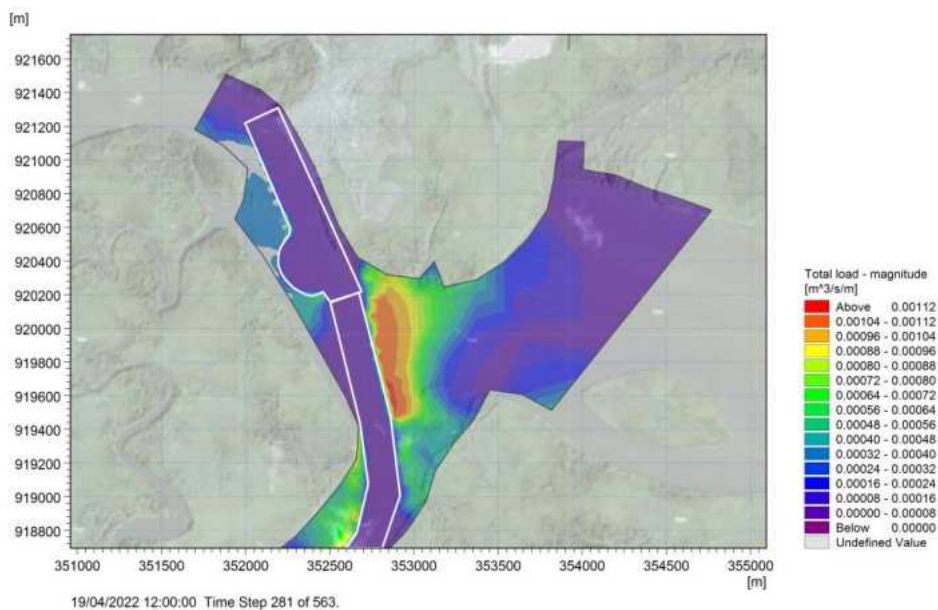 [m]
921600
921400
921200
921000
920800
920600
920400
920200
920000
919800
919600
919400
919200
919000
918800
351000 351500 352000 352500 353000 353500 354000 354500 355000
[m]
19/04/2022 12:00:00 Time Step 281 of 563.
Total load - magnitude
[m^3/s/m]
Above 0.00112
0.00104 - 0.00112
0.00096 - 0.00104
0.00088 - 0.00096
0.00080 - 0.00088
0.00072 - 0.00080
0.00064 - 0.00072
0.00056 - 0.00064
0.00048 - 0.00056
0.00040 - 0.00048
0.00032 - 0.00040
0.00024 - 0.00032
0.00016 - 0.00024
0.00008 - 0.00016
0.00000 - 0.00008
Below 0.00000
Undefined Value